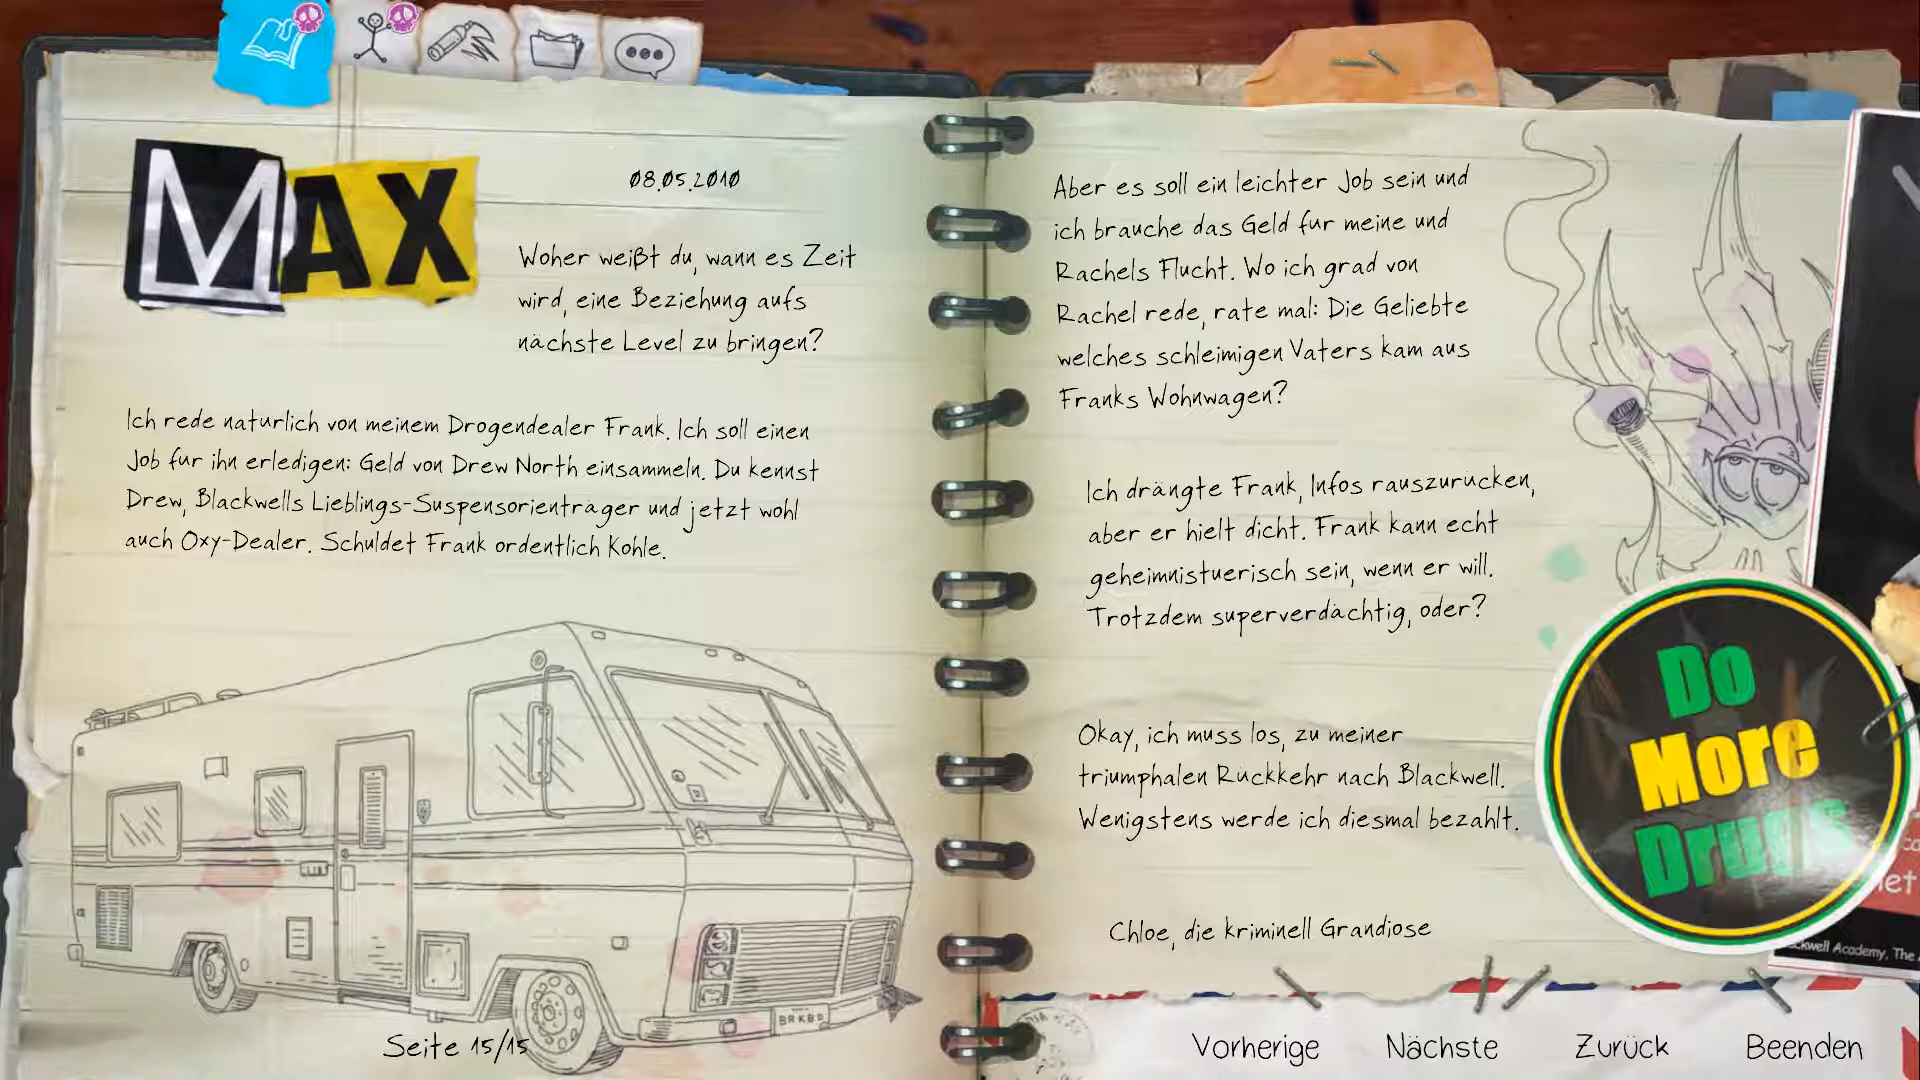 MAX
08.05.2010
Woher weißt du, wann es Zeit
wird, eine Beziehung aufs
nächste Level zu bringen?
Ich rede natürlich von meinem Drogendealer Frank. Ich soll einen
Job für ihn erledigen: Geld von Drew North einsammeln. Du kennst
Drew, Blackwells Lieblings-Suspensorienträger und jetzt wohl
auch Oxy-Dealer. Schuldet Frank ordentlich Kohle.
BRKBD
Seite 15/15
Aber es soll ein leichter Job sein und
ich brauche das Geld für meine und
Rachels Flucht. Wo ich grad von
Rachel rede, rate mal: Die Geliebte
welches schleimigen Vaters kam aus
Franks Wohnwagen?
Ich drängte Frank, Infos rauszurücken,
aber er hielt dicht. Frank kann echt
geheimnistuerisch sein, wenn er will.
Trotzdem superverdächtig, oder?
Okay, ich muss los, zu meiner
triumphalen Rückkehr nach Blackwell.
Wenigstens werde ich diesmal bezahlt.
Chloe, die kriminell Grandiose
Do
More
Drugs
ckwell Academy, The
Vorherige Nächste Zurück Beenden